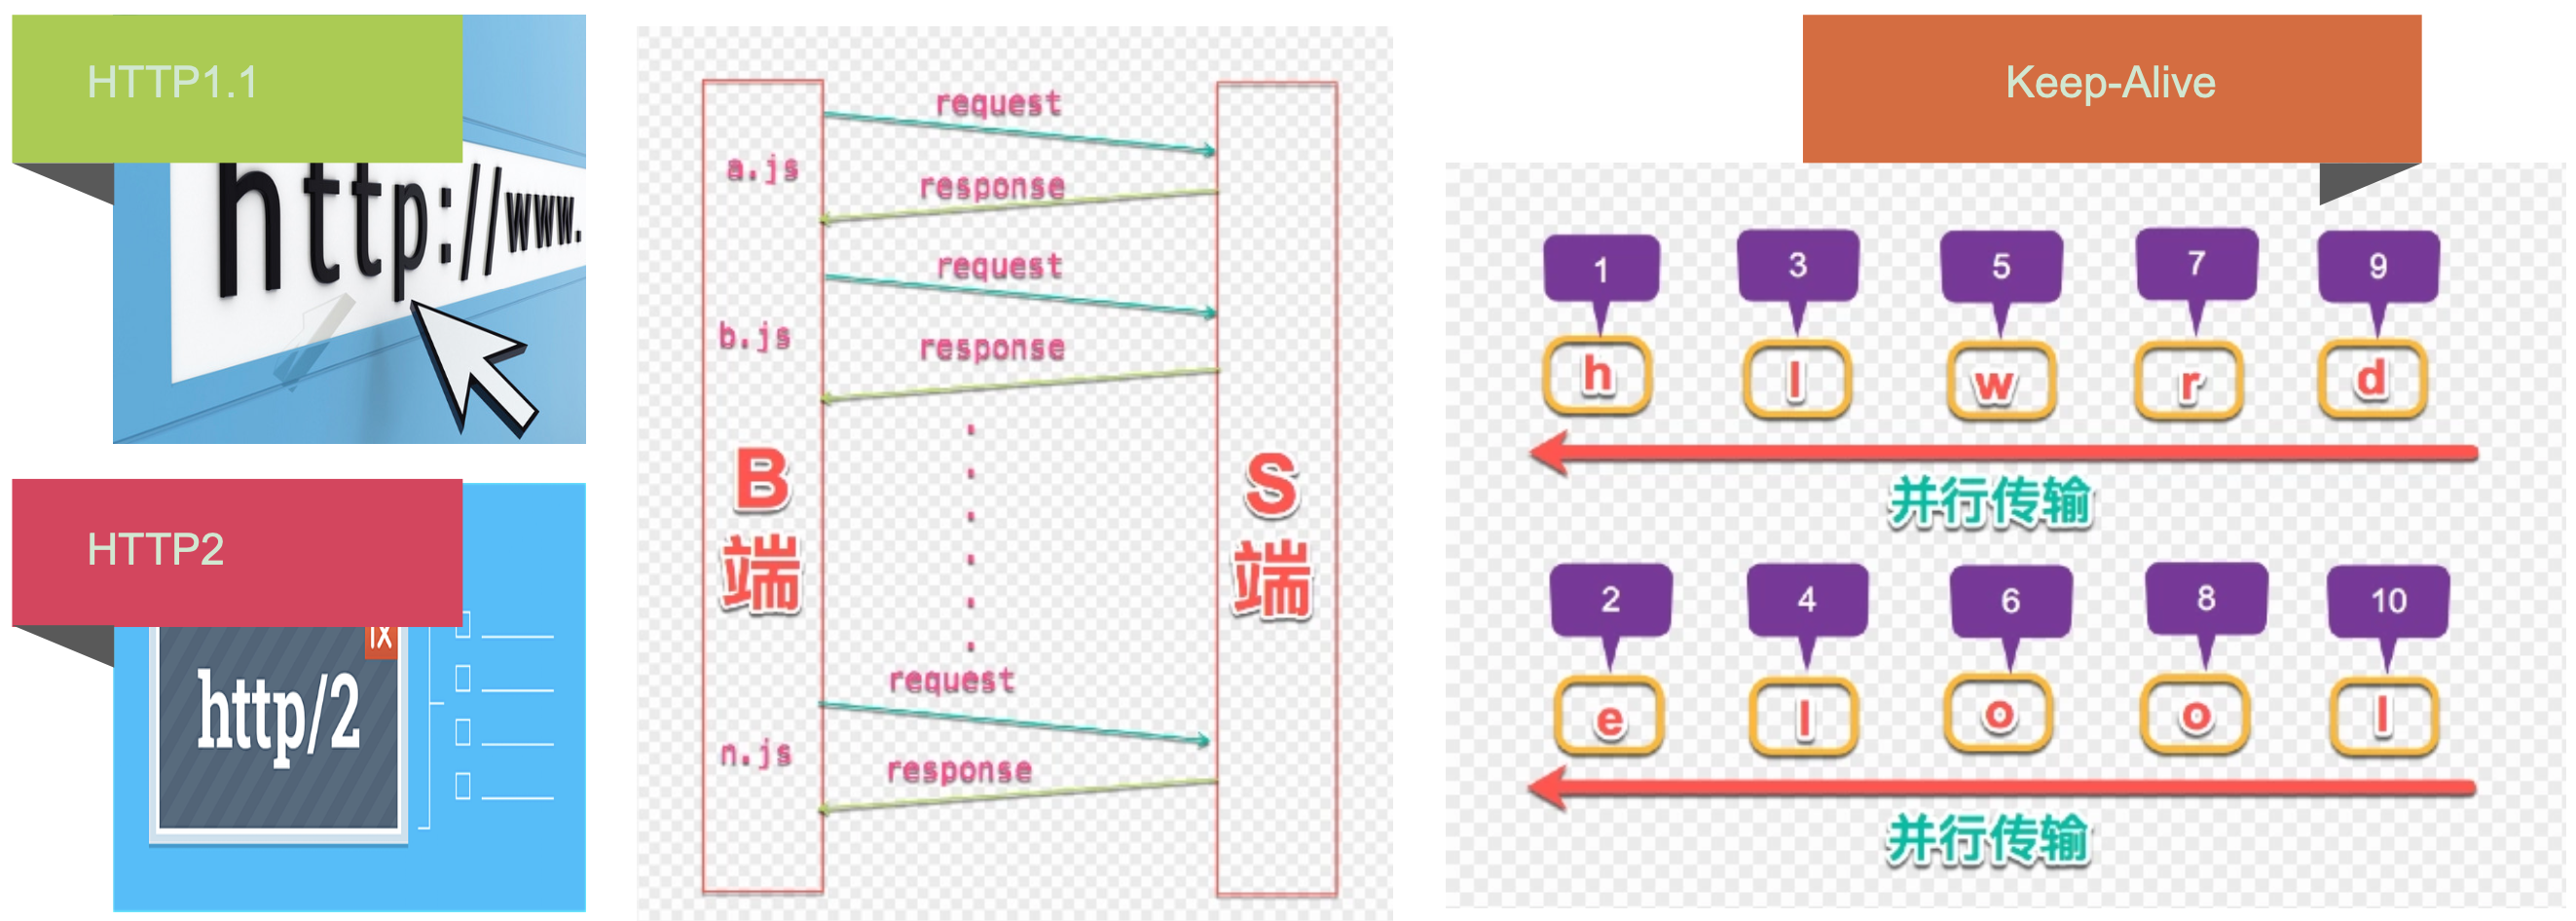 HTTP1.1
http://www.
HTTP2
http/2
request
a.js
response
request
b.js
response
B
端
S
端
request
n.js
response
Keep-Alive
1 3 5 7 9
h l w r d
并行传输
2 4 6 8 10
e l o o l
并行传输